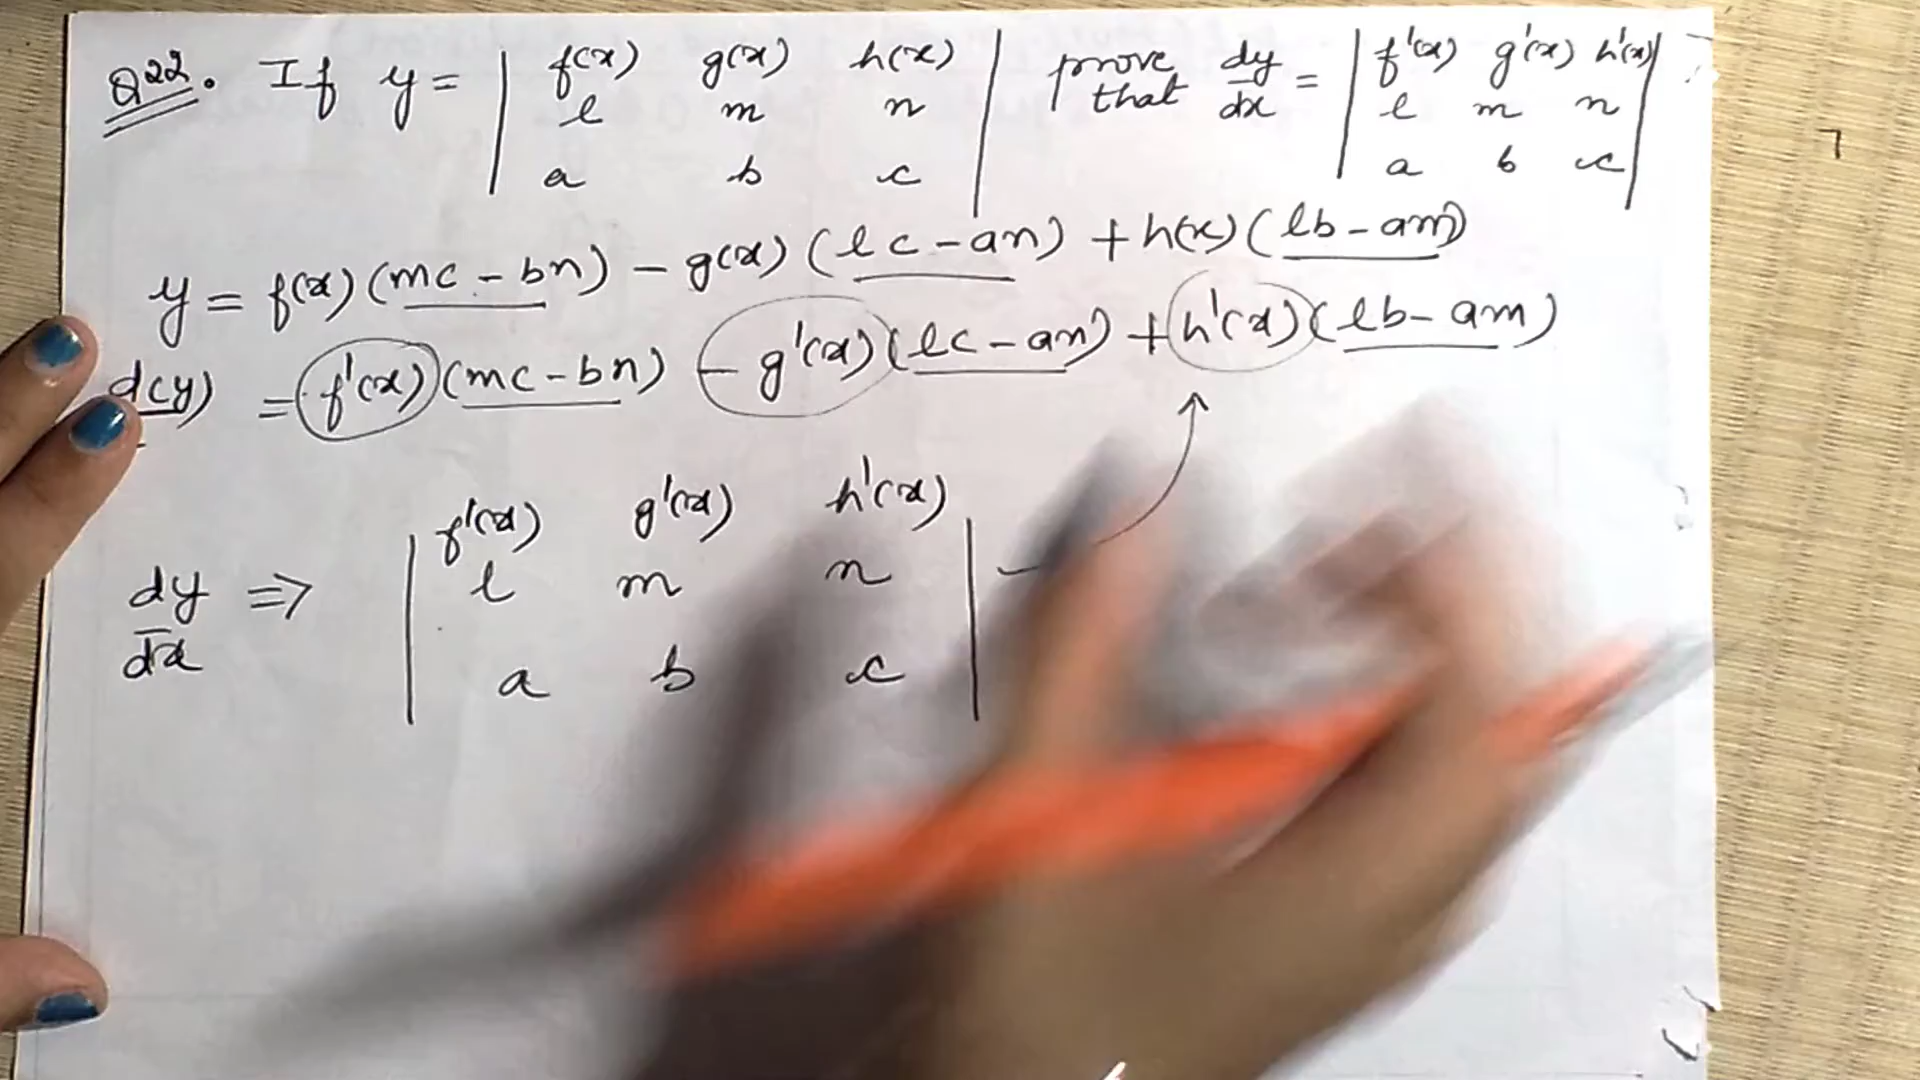 Q22. If y = | f(x) g(x) h(x) | prove that dy/dx = | f'(x) g'(x) h'(x) |
l m n l m n
a b c a b c
y = f(x) (mc - bn) - g(x) (lc - an) + h(x) (lb - am)
d(y) = f'(x) (mc - bn) - g'(x) (lc - an) + h'(x) (lb - am)
f'(x) g'(x) h'(x)
dy/dx => | l m n |
a b c